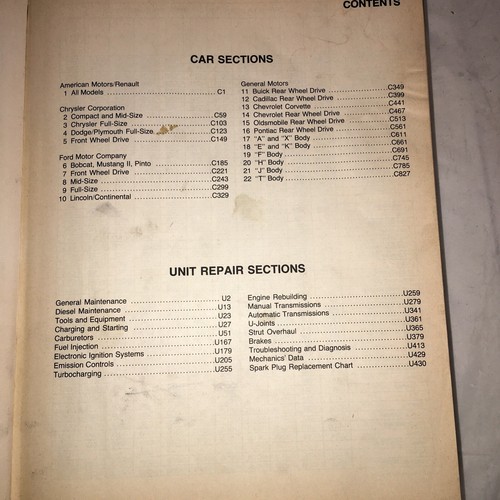 CONTENTS
CAR SECTIONS
American Motors/Renault
1 All Models ........ C1
Chrysler Corporation
2 Compact and Mid-Size ........ C59
3 Chrysler Full-Size ........ C103
4 Dodge/Plymouth Full-Size ........ C123
5 Front Wheel Drive ........ C149
Ford Motor Company
6 Bobcat, Mustang II, Pinto ........ C185
7 Front Wheel Drive ........ C221
8 Mid-Size ........ C243
9 Full-Size ........ C299
10 Lincoln/Continental ........ C329
General Motors
11 Buick Rear Wheel Drive ........ C349
12 Cadillac Rear Wheel Drive ........ C399
13 Chevrolet Corvette ........ C441
14 Chevrolet Rear Wheel Drive ........ C467
15 Oldsmobile Rear Wheel Drive ........ C513
16 Pontiac Rear Wheel Drive ........ C561
17 "A" and "X" Body ........ C611
18 "E" and "K" Body ........ C661
19 "F" Body ........ C691
20 "H" Body ........ C745
21 "J" Body ........ C785
22 "T" Body ........ C827
UNIT REPAIR SECTIONS
General Maintenance ........ U2
Diesel Maintenance ........ U13
Tools and Equipment ........ U23
Charging and Starting ........ U27
Carburetors ........ U51
Fuel Injection ........ U167
Electronic Ignition Systems ........ U179
Emission Controls ........ U205
Turbocharging ........ U255
Engine Rebuilding ........ U259
Manual Transmissions ........ U279
Automatic Transmissions ........ U341
U-Joints ........ U361
Strut Overhaul ........ U365
Brakes ........ U379
Troubleshooting and Diagnosis ........ U413
Mechanics' Data ........ U429
Spark Plug Replacement Chart ........ U430